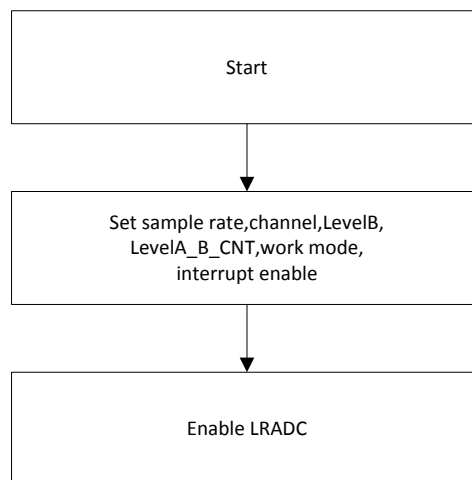 Start
Set sample rate,channel,LevelB,
LevelA_B_CNT,work mode,
interrupt enable
Enable LRADC